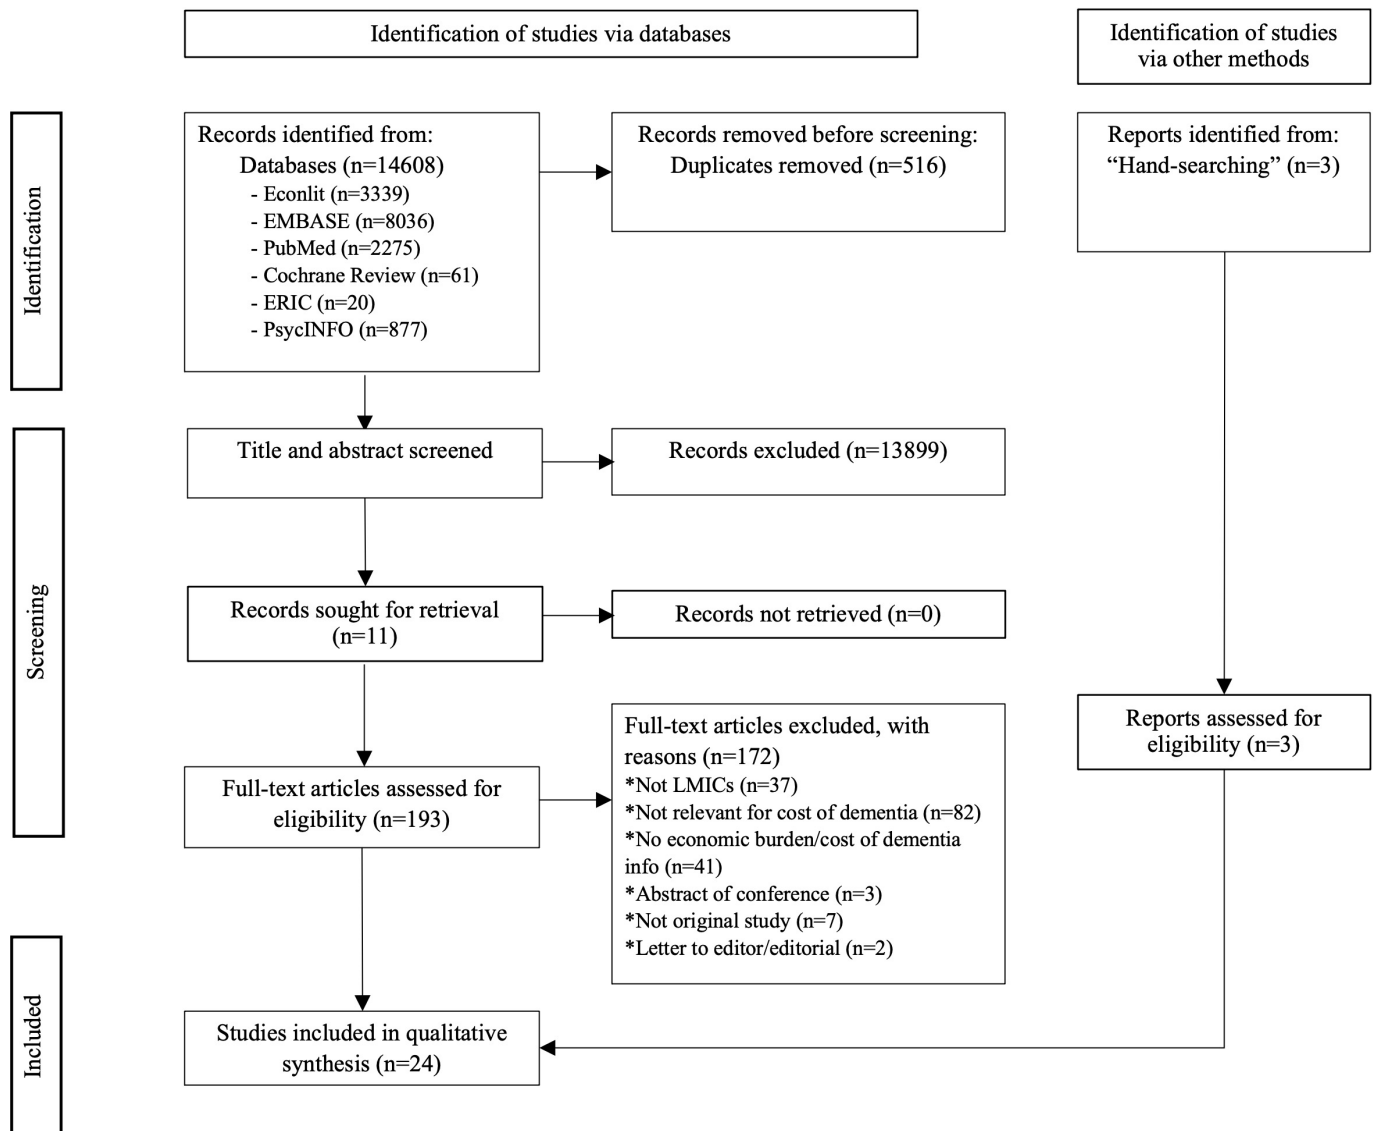 Identification of studies via databases
Identification of studies
via other methods
Identification
Records identified from:
Databases (n=14608)
- Econlit (n=3339)
- EMBASE (n=8036)
- PubMed (n=2275)
- Cochrane Review (n=61)
- ERIC (n=20)
- PsycINFO (n=877)
Records removed before screening:
Duplicates removed (n=516)
Reports identified from:
“Hand-searching” (n=3)
Screening
Title and abstract screened
Records excluded (n=13899)
Records sought for retrieval
(n=11)
Records not retrieved (n=0)
Full-text articles assessed for
eligibility (n=193)
Full-text articles excluded, with
reasons (n=172)
*Not LMICs (n=37)
*Not relevant for cost of dementia (n=82)
*No economic burden/cost of dementia
info (n=41)
*Abstract of conference (n=3)
*Not original study (n=7)
*Letter to editor/editorial (n=2)
Reports assessed for
eligibility (n=3)
Included
Studies included in qualitative
synthesis (n=24)